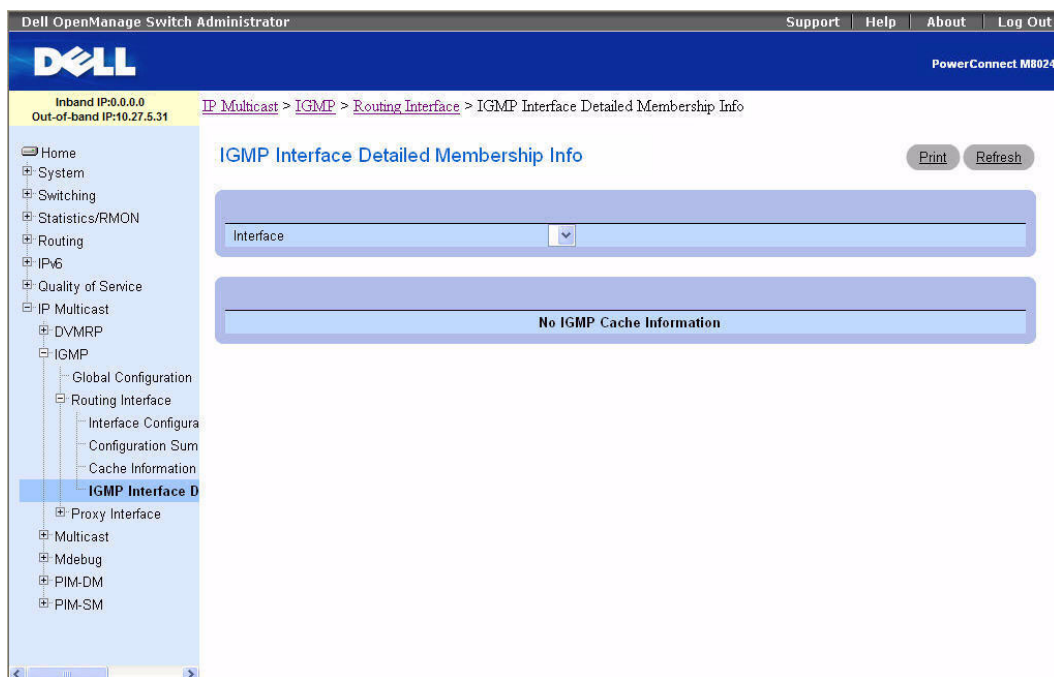 Dell OpenManage Switch Administrator
Support | Help | About | Log Out
DELL
PowerConnect M8024
Inband IP:0.0.0.0
Out-of-band IP:10.27.5.31
IP Multicast > IGMP > Routing Interface > IGMP Interface Detailed Membership Info
Home
System
Switching
Statistics/RMON
Routing
IPv6
Quality of Service
IP Multicast
DVMRP
IGMP
Global Configuration
Routing Interface
Interface Configura
Configuration Sum
Cache Information
IGMP Interface D
Proxy Interface
Multicast
Mdebug
PIM-DM
PIM-SM
IGMP Interface Detailed Membership Info
Print
Refresh
Interface
No IGMP Cache Information